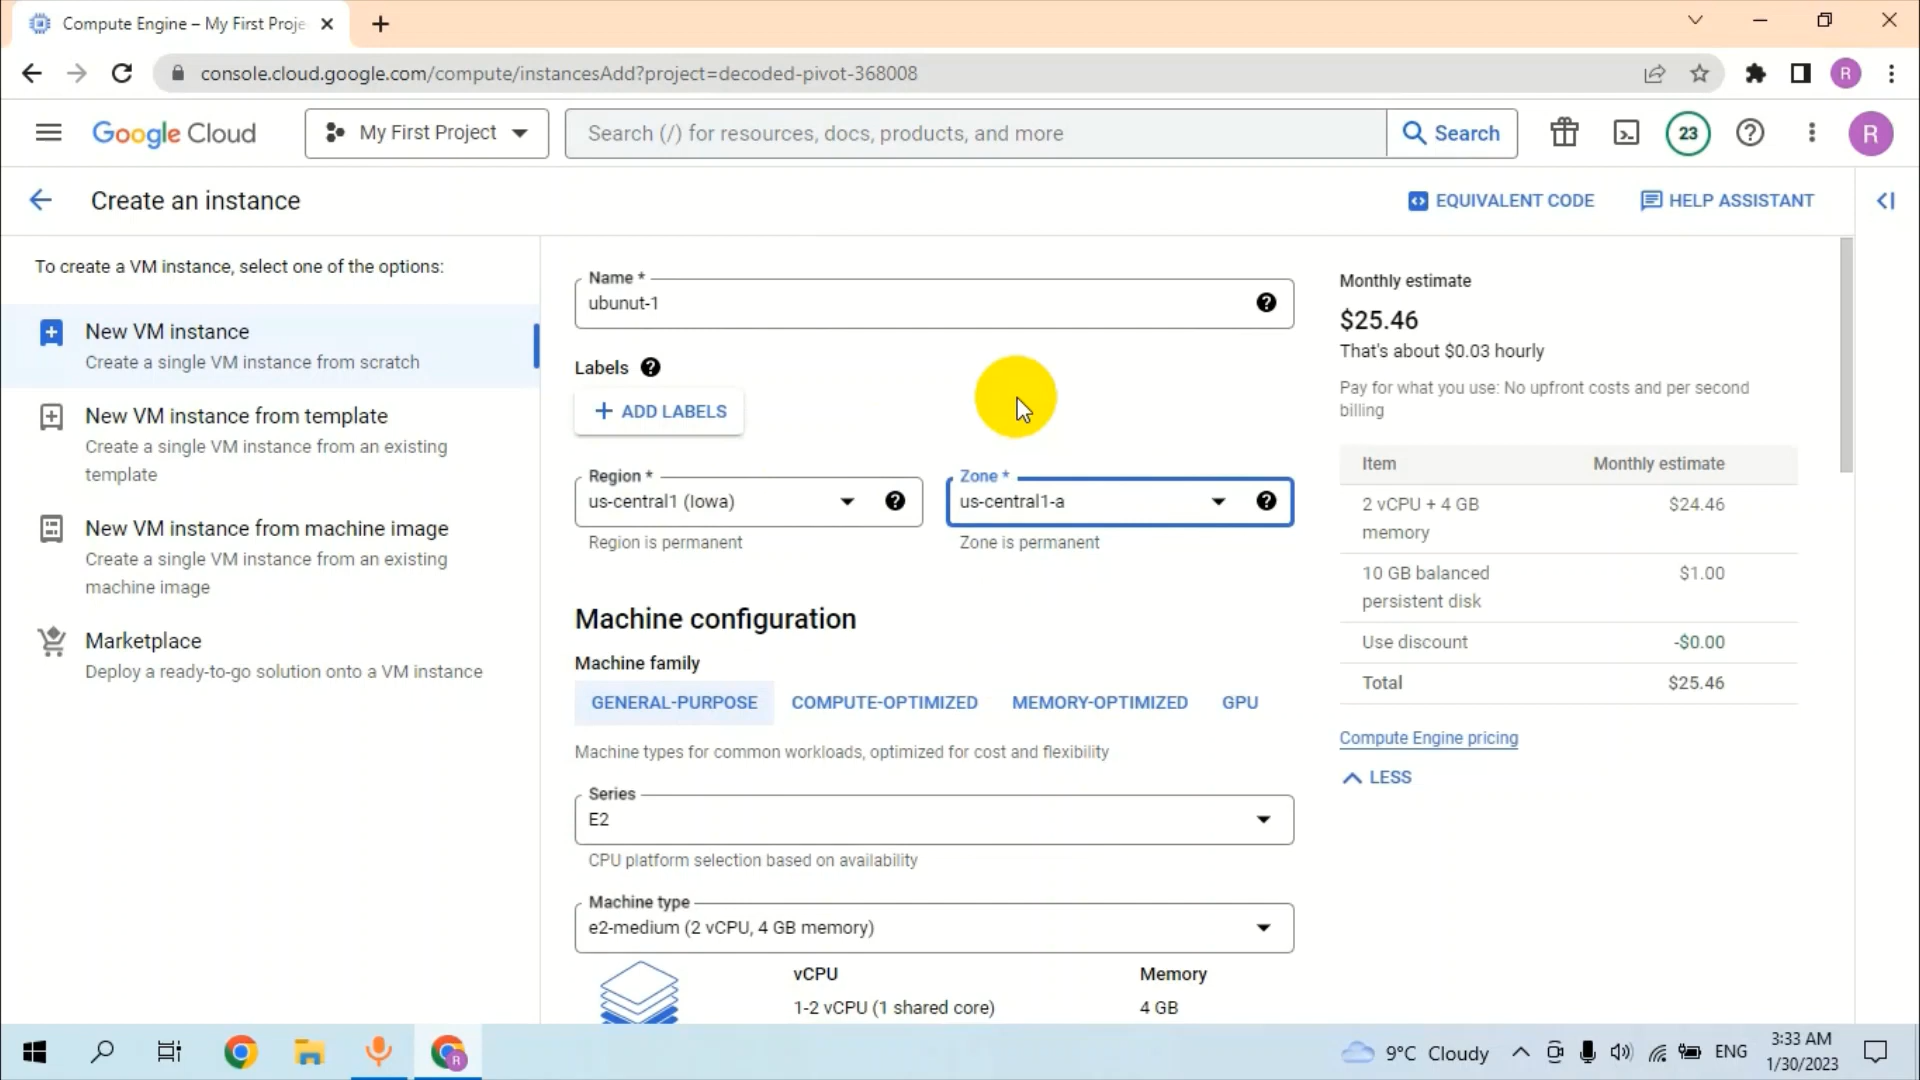 Compute Engine – My First Proje
console.cloud.google.com/compute/instancesAdd?project=decoded-pivot-368008
R
Google Cloud
My First Project
Search (/) for resources, docs, products, and more
Search
23
R
Create an instance
EQUIVALENT CODE
HELP ASSISTANT
To create a VM instance, select one of the options:
New VM instance
Create a single VM instance from scratch
New VM instance from template
Create a single VM instance from an existing
template
New VM instance from machine image
Create a single VM instance from an existing
machine image
Marketplace
Deploy a ready-to-go solution onto a VM instance
Name *
ubunut-1
Labels
ADD LABELS
Region *
us-central1 (Iowa)
Region is permanent
Zone *
us-central1-a
Zone is permanent
Machine configuration
Machine family
GENERAL-PURPOSE
COMPUTE-OPTIMIZED
MEMORY-OPTIMIZED
GPU
Machine types for common workloads, optimized for cost and flexibility
Series
E2
CPU platform selection based on availability
Machine type
e2-medium (2 vCPU, 4 GB memory)
vCPU
1-2 vCPU (1 shared core)
Memory
4 GB
Monthly estimate
$25.46
That's about $0.03 hourly
Pay for what you use: No upfront costs and per second
billing
Item
Monthly estimate
2 vCPU + 4 GB
memory
$24.46
10 GB balanced
persistent disk
$1.00
Use discount
-$0.00
Total
$25.46
Compute Engine pricing
LESS
R
9°C Cloudy
ENG
3:33 AM
1/30/2023